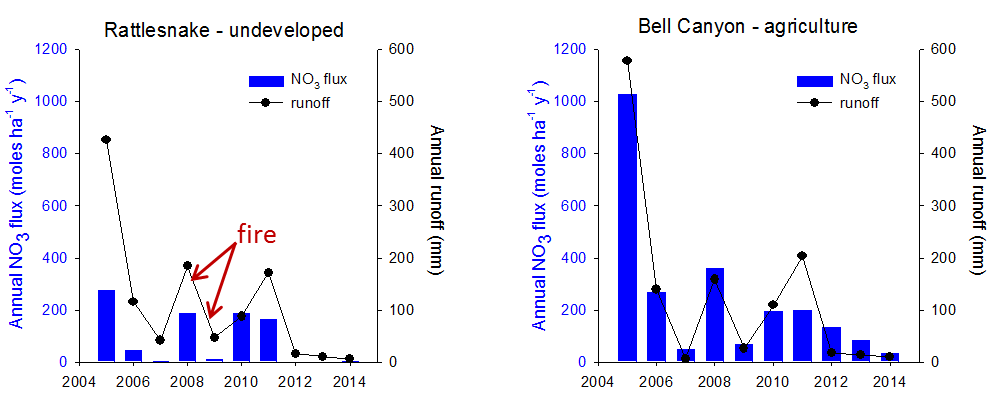 Rattlesnake - undeveloped
1200
1000
800
600
400
200
0
Annual NO3 flux (moles ha-1 y-1)
600
500
400
300
200
100
0
Annual runoff (mm)
NO3 flux
runoff
fire
2004 2006 2008 2010 2012 2014
Bell Canyon - agriculture
1200
1000
800
600
400
200
0
Annual NO3 flux (moles ha-1 y-1)
600
500
400
300
200
100
0
Annual runoff (mm)
NO3 flux
runoff
2004 2006 2008 2010 2012 2014